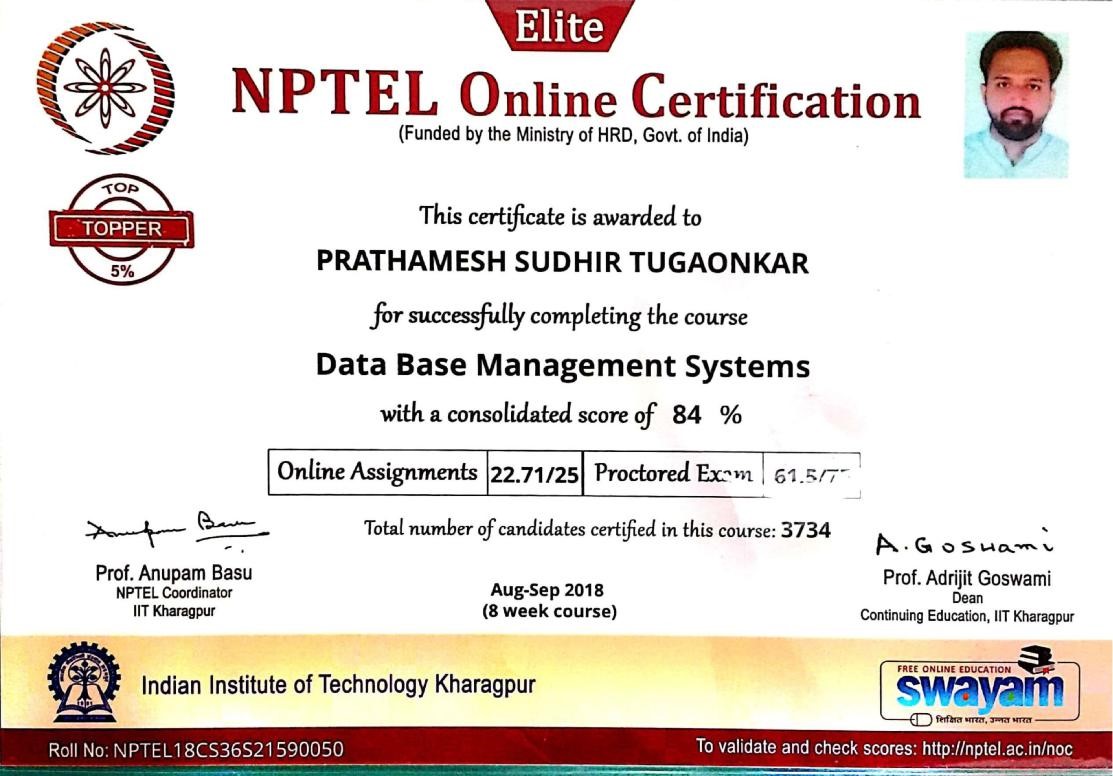 Elite
NPTEL Online Certification
(Funded by the Ministry of HRD, Govt. of India)
TOP
TOPPER
5%
This certificate is awarded to
PRATHAMESH SUDHIR TUGAONKAR
for successfully completing the course
Data Base Management Systems
with a consolidated score of 84 %
Online Assignments 22.71/25 Proctored Exam
Total number of candidates certified in this course: 3734
Anupam Basu
Prof. Anupam Basu
NPTEL Coordinator
IIT Kharagpur
Aug-Sep 2018
(8 week course)
A. Goswami
Prof. Adrijit Goswami
Dean
Continuing Education, IIT Kharagpur
Indian Institute of Technology Kharagpur
FREE ONLINE EDUCATION
swayam
शिक्षित भारत, उन्नत भारत
Roll No: NPTEL18CS36S21590050
To validate and check scores: http://nptel.ac.in/noc